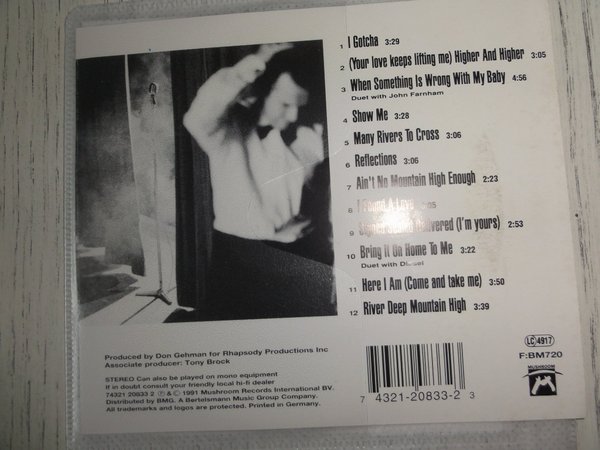 1 I Gotcha 3:29
2 (Your love keeps lifting me) Higher And Higher 3:05
3 When Something Is Wrong With My Baby 4:56
Duet with John Farnham
4 Show Me 3:28
5 Many Rivers To Cross 3:06
6 Reflections 3:06
7 Ain't No Mountain High Enough 2:23
8 I Found A Love :05
9 Signed Sealed Delivered (I'm yours) 2:53
10 Bring It On Home To Me 3:22
Duet with Diesel
11 Here I Am (Come and take me) 3:50
12 River Deep Mountain High 3:39
Produced by Don Gehman for Rhapsody Productions Inc
Associate producer: Tony Brock
STEREO Can also be played on mono equipment
If in doubt consult your friendly local hi-fi dealer
74321 20833 2 Ⓟ & © 1991 Mushroom Records International BV.
Distributed by BMG. A Bertelsmann Music Group Company.
All trademarks and logos are protected. Printed in Germany.
LC 4917
F:BM720
MUSHROOM
7 4321-20833-2 3